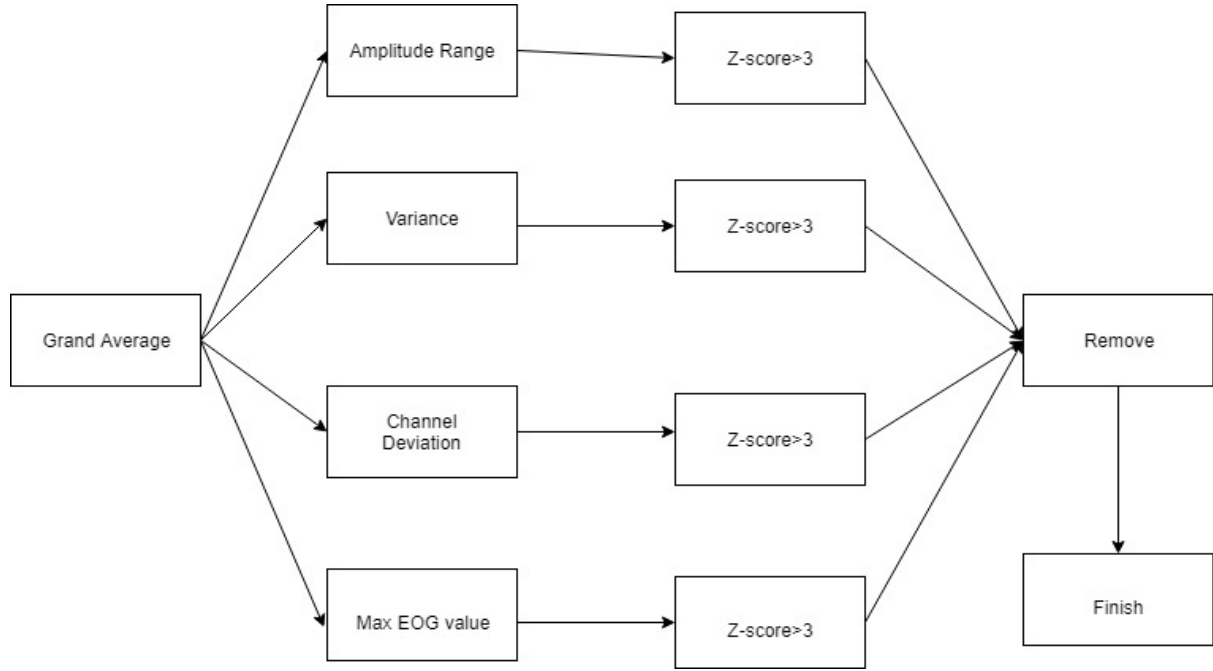 Amplitude Range
Z-score>3
Variance
Z-score>3
Grand Average
Remove
Channel
Deviation
Z-score>3
Max EOG value
Z-score>3
Finish